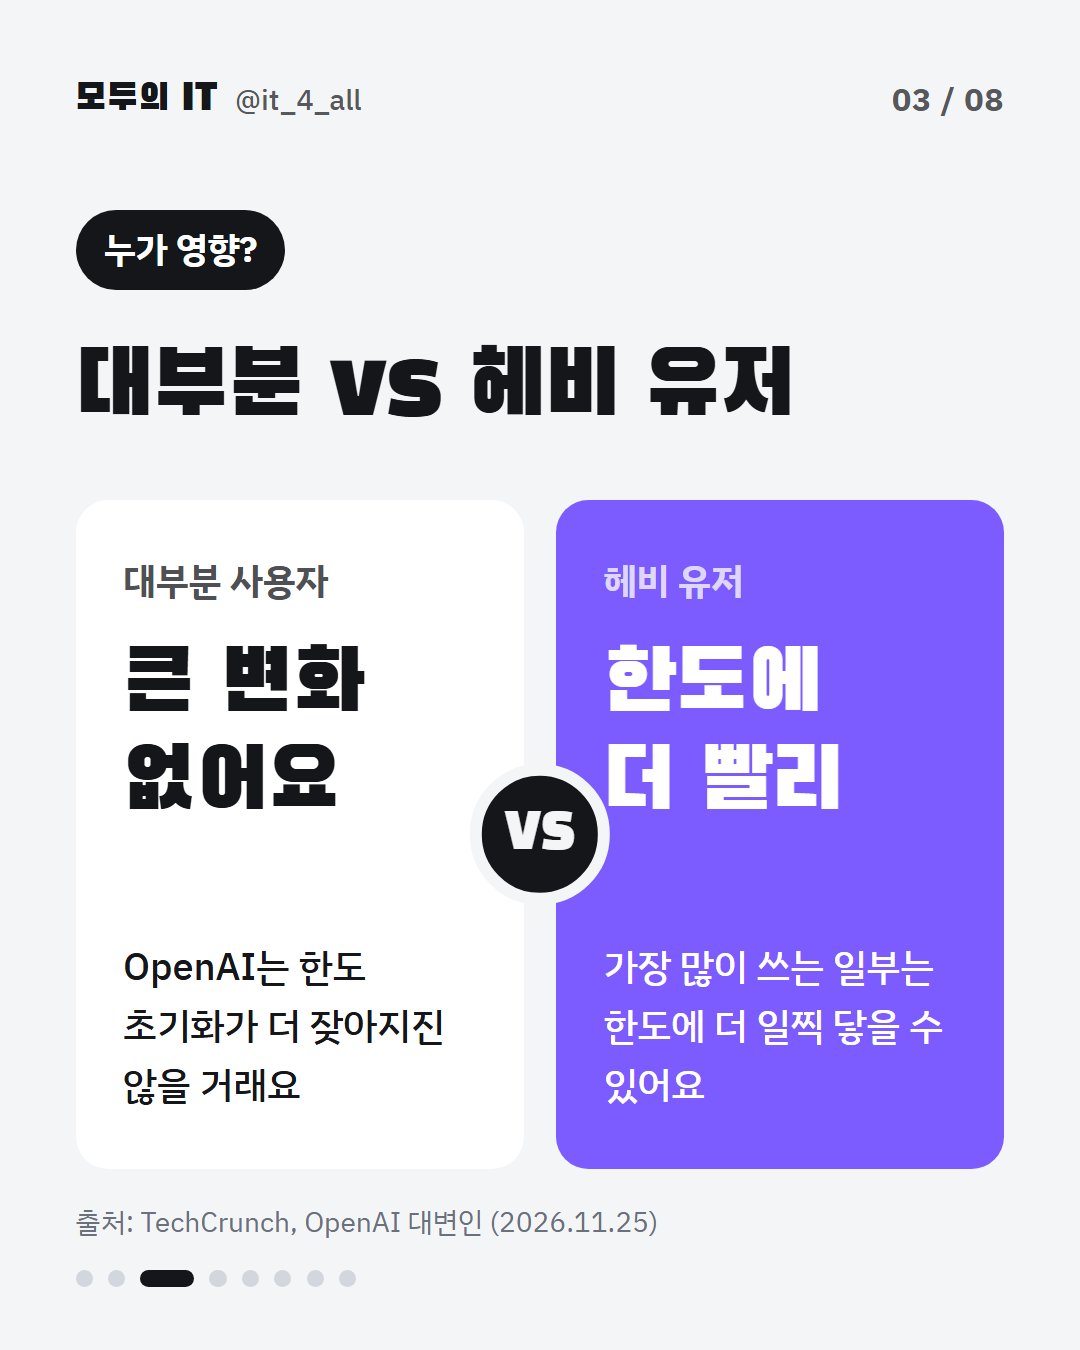 모두의 IT @it_4_all
03 / 08
누가 영향?
대부분 vs 헤비 유저
대부분 사용자
큰 변화
없어요
OpenAI는 한도
초기화가 더 잦아지진
않을 거래요
VS
헤비 유저
한도에
더 빨리
가장 많이 쓰는 일부는
한도에 더 일찍 닿을 수
있어요
출처: TechCrunch, OpenAI 대변인 (2026.11.25)